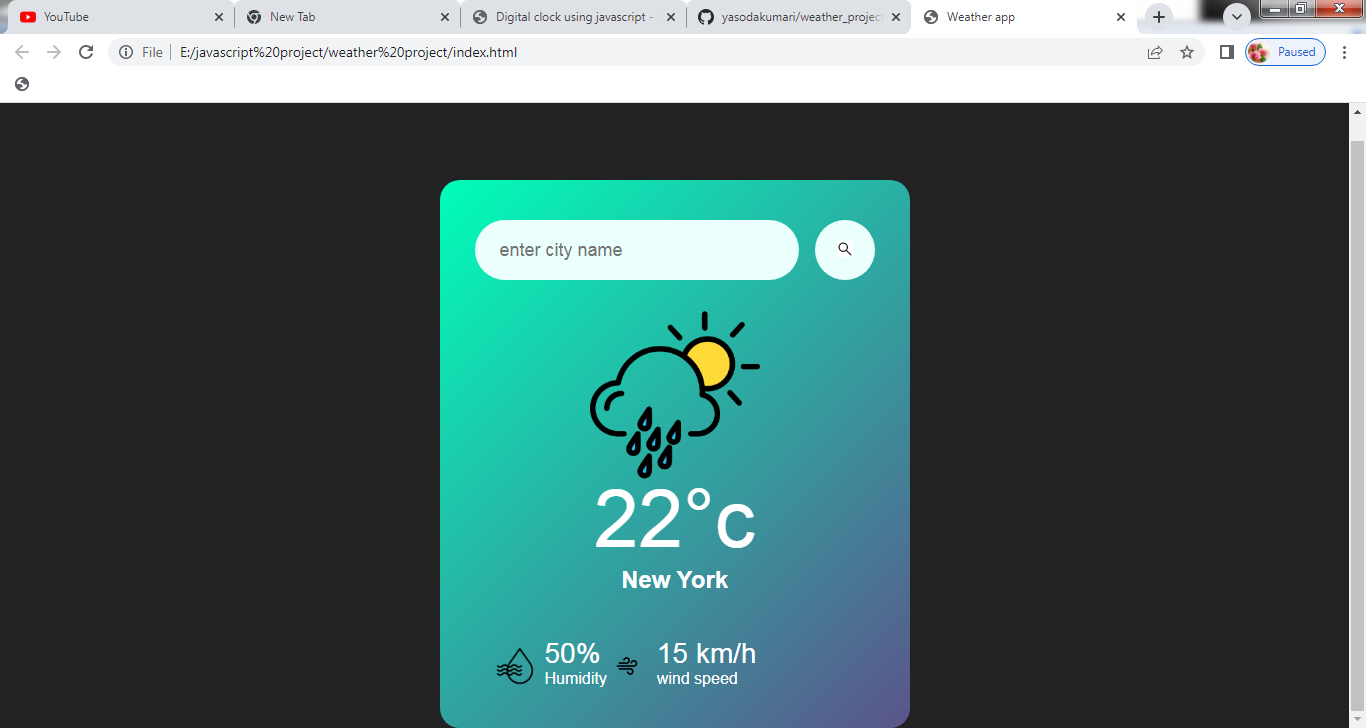 YouTube
New Tab
Digital clock using javascript -
yasodakumari/weather_project
Weather app
File
E:/javascript%20project/weather%20project/index.html
Paused
enter city name
22°c
New York
50%
Humidity
15 km/h
wind speed